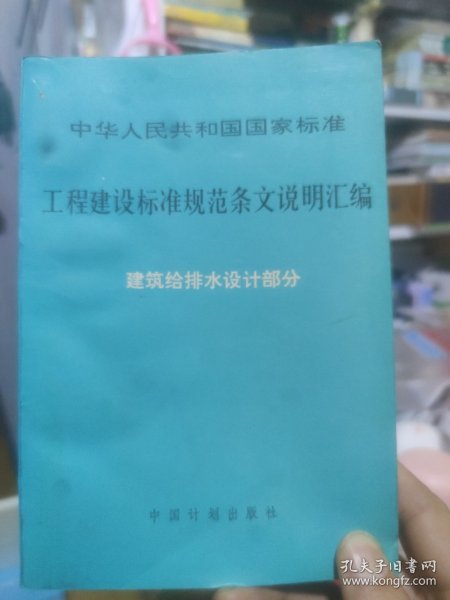 中华人民共和国国家标准
工程建设标准规范条文说明汇编
建筑给排水设计部分
中国计划出版社
孔夫子旧书网
www.kongfz.com